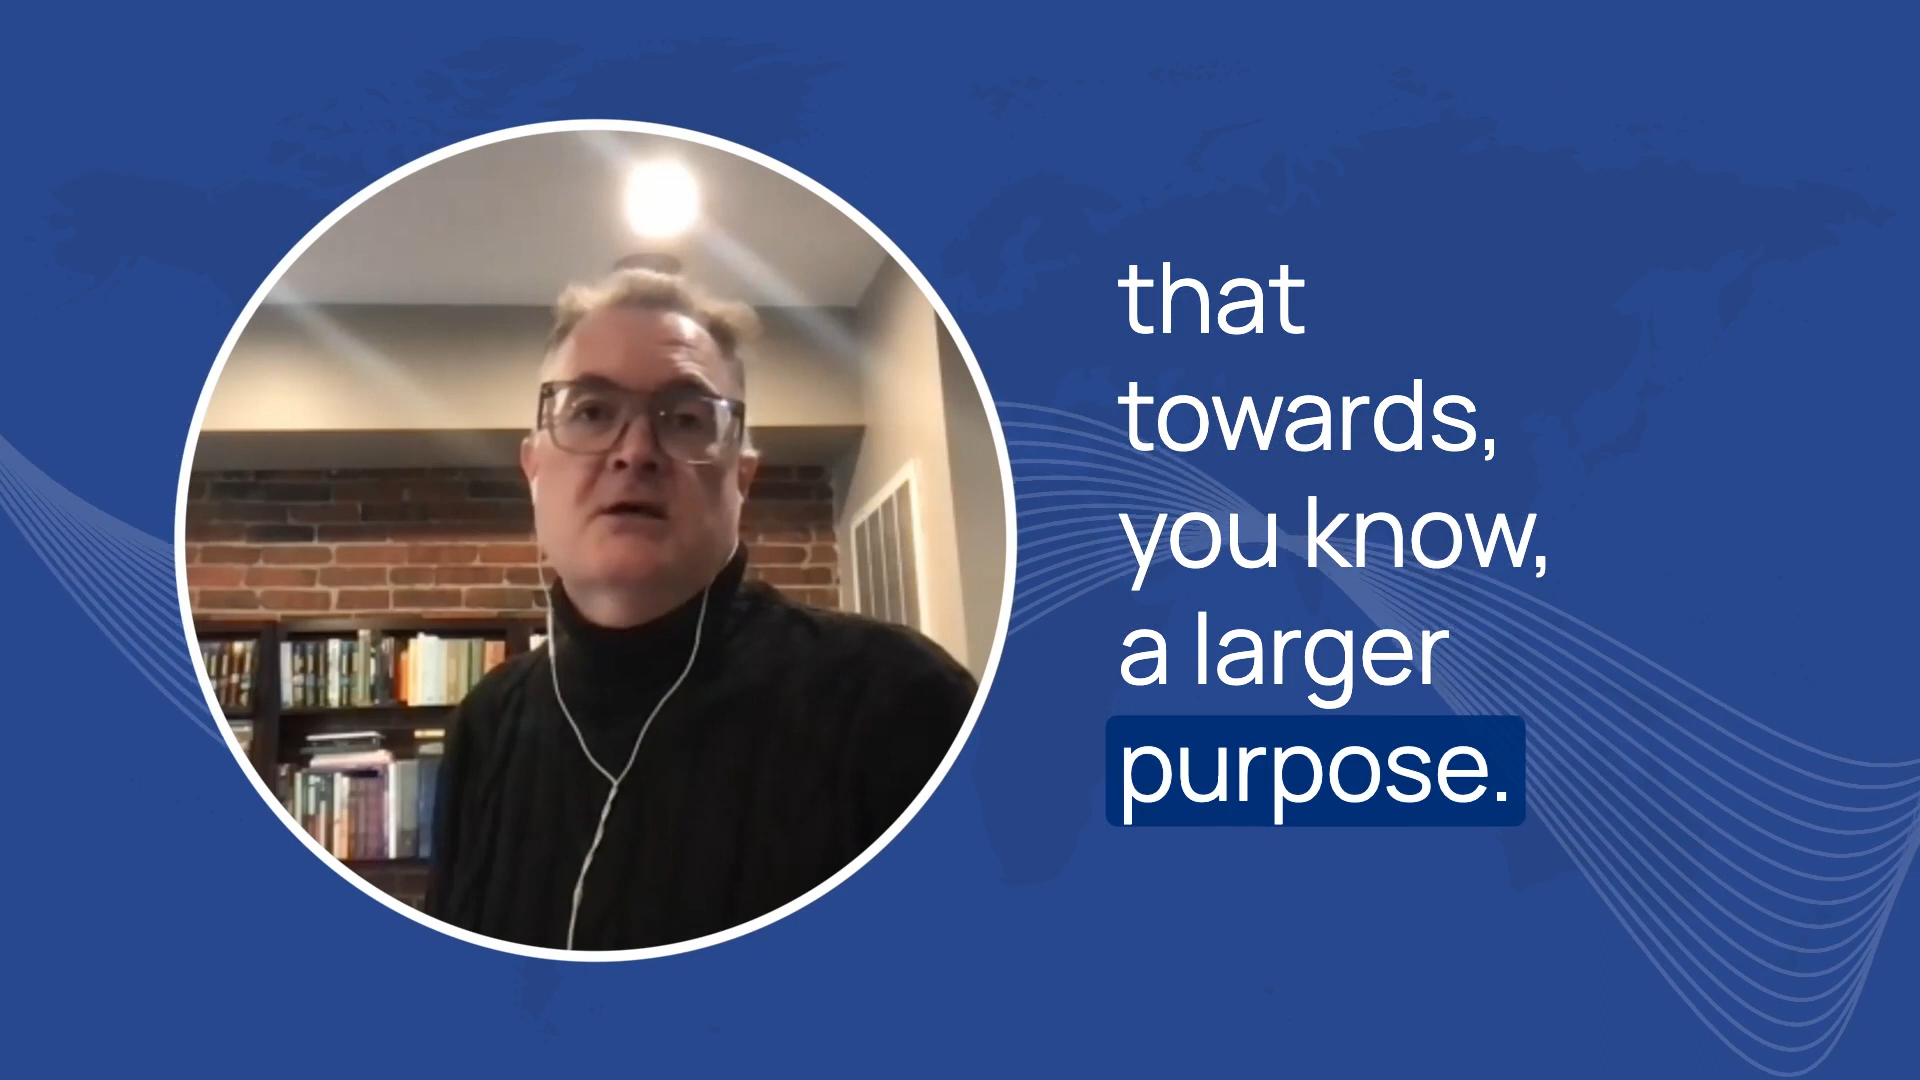 that
towards,
you know,
a larger
purpose.